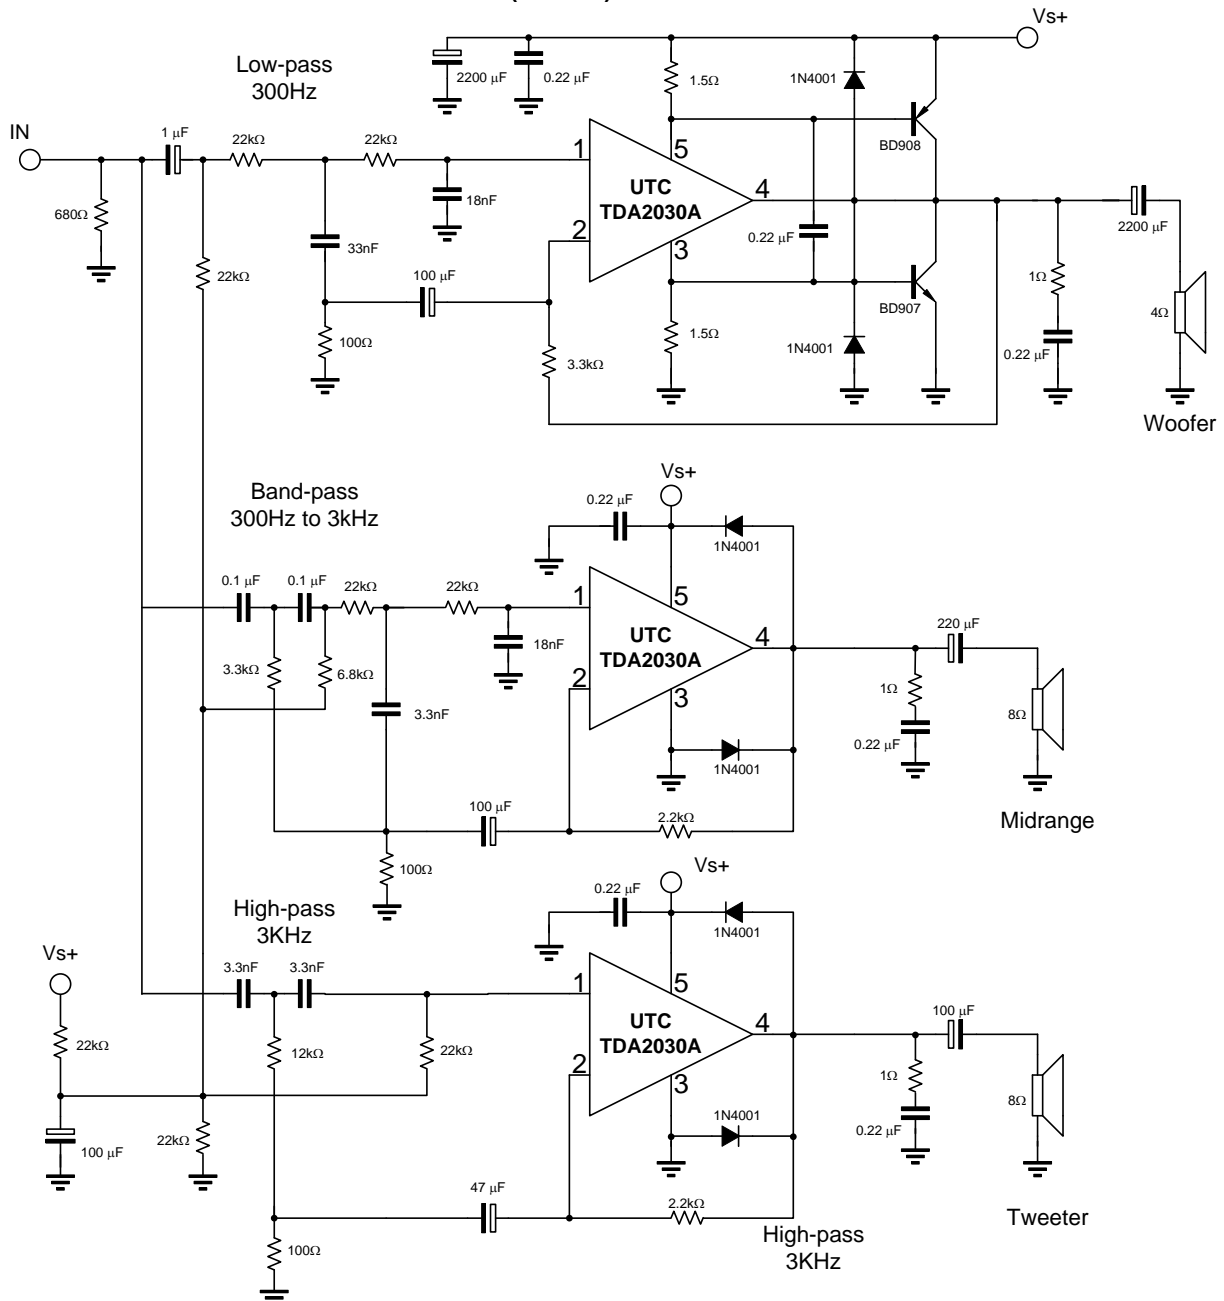 Vs+
Low-pass
300Hz
2200 µF
0.22 µF
1.5Ω
1N4001
IN
1 µF
22kΩ
22kΩ
1
5
BD908
UTC
TDA2030A
4
680Ω
18nF
2
3
0.22 µF
2200 µF
33nF
22kΩ
100 µF
BD907
1Ω
4Ω
100Ω
3.3kΩ
1.5Ω
1N4001
0.22 µF
Woofer
Vs+
Band-pass
300Hz to 3kHz
0.22 µF
1N4001
0.1 µF
0.1 µF
22kΩ
22kΩ
1
5
UTC
TDA2030A
4
220 µF
3.3kΩ
6.8kΩ
18nF
2
3
1Ω
8Ω
3.3nF
0.22 µF
1N4001
100 µF
2.2kΩ
Midrange
100Ω
Vs+
High-pass
3KHz
0.22 µF
1N4001
Vs+
3.3nF
3.3nF
1
5
UTC
TDA2030A
4
100 µF
22kΩ
12kΩ
22kΩ
2
3
1Ω
8Ω
1N4001
0.22 µF
100 µF
22kΩ
47 µF
2.2kΩ
Tweeter
100Ω
High-pass
3KHz